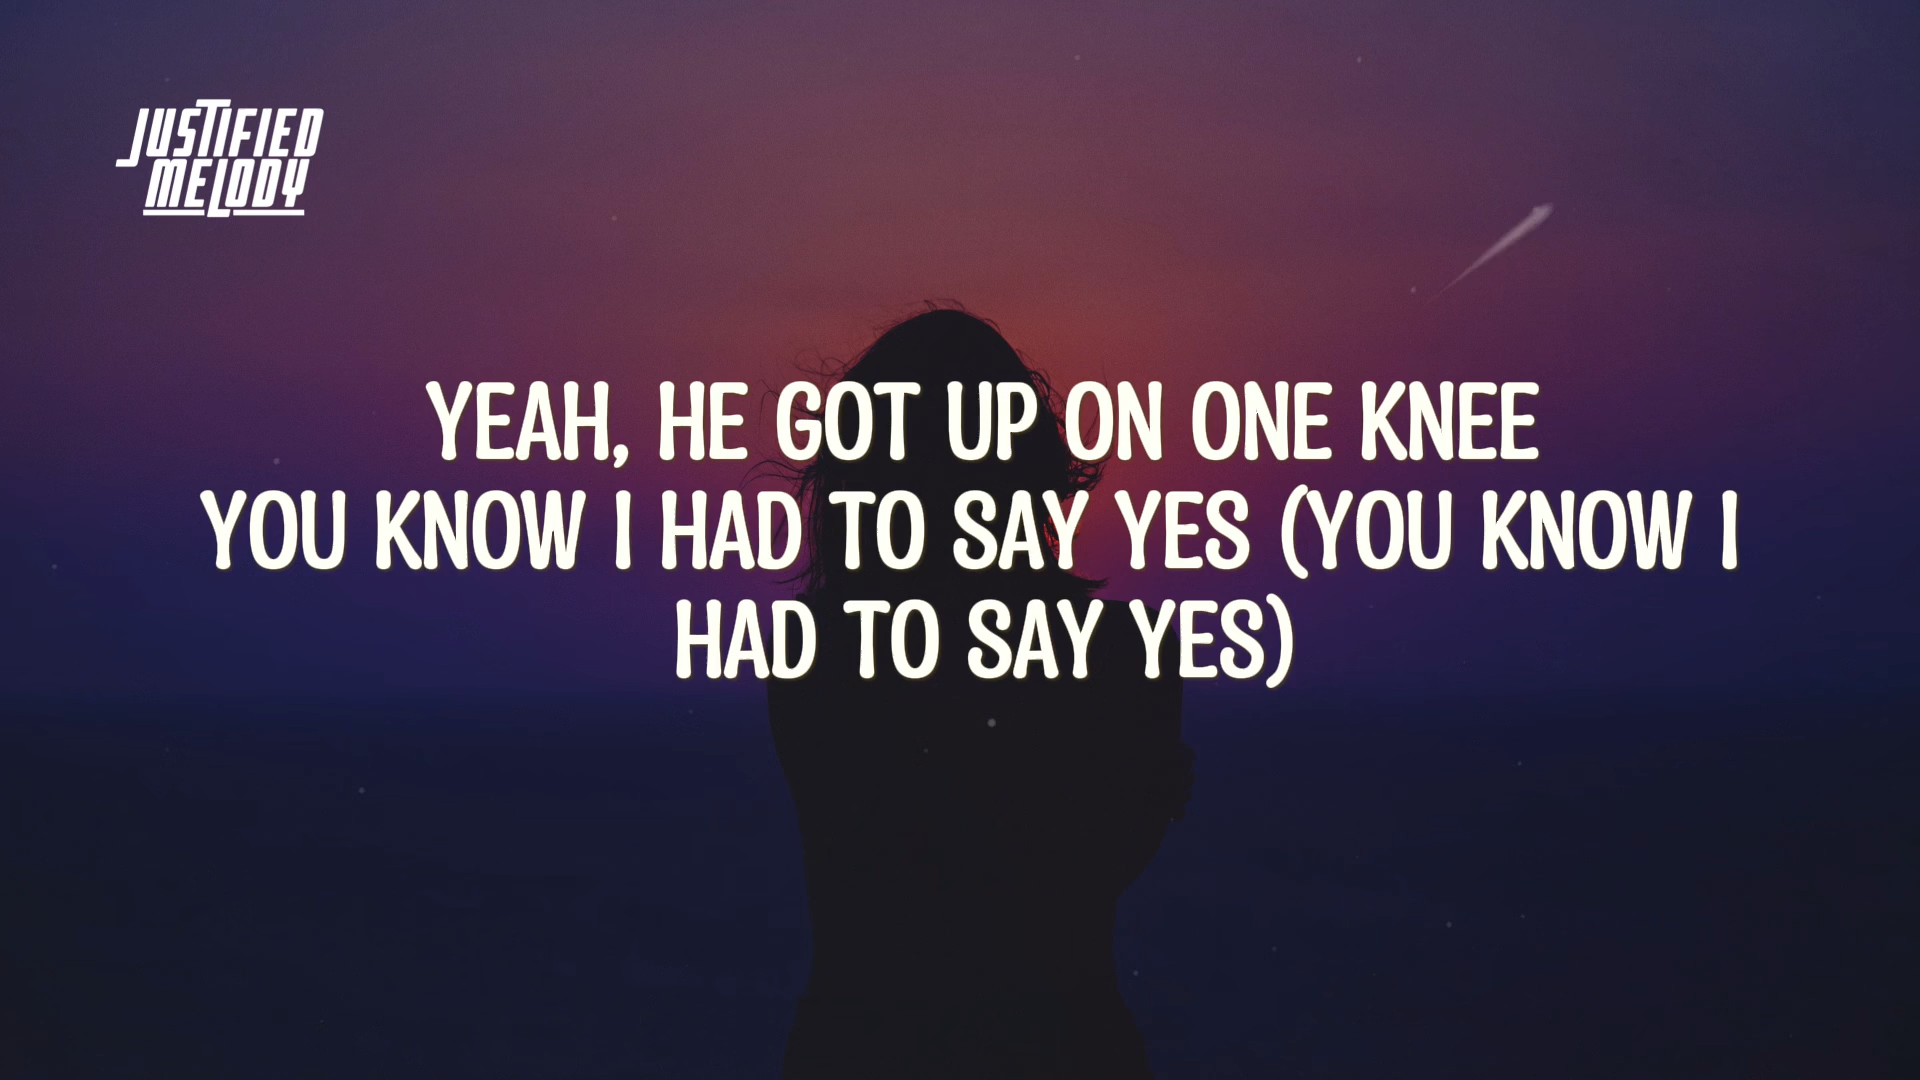 JUSTIFIED
MELODY
YEAH, HE GOT UP ON ONE KNEE
YOU KNOW I HAD TO SAY YES (YOU KNOW I
HAD TO SAY YES)